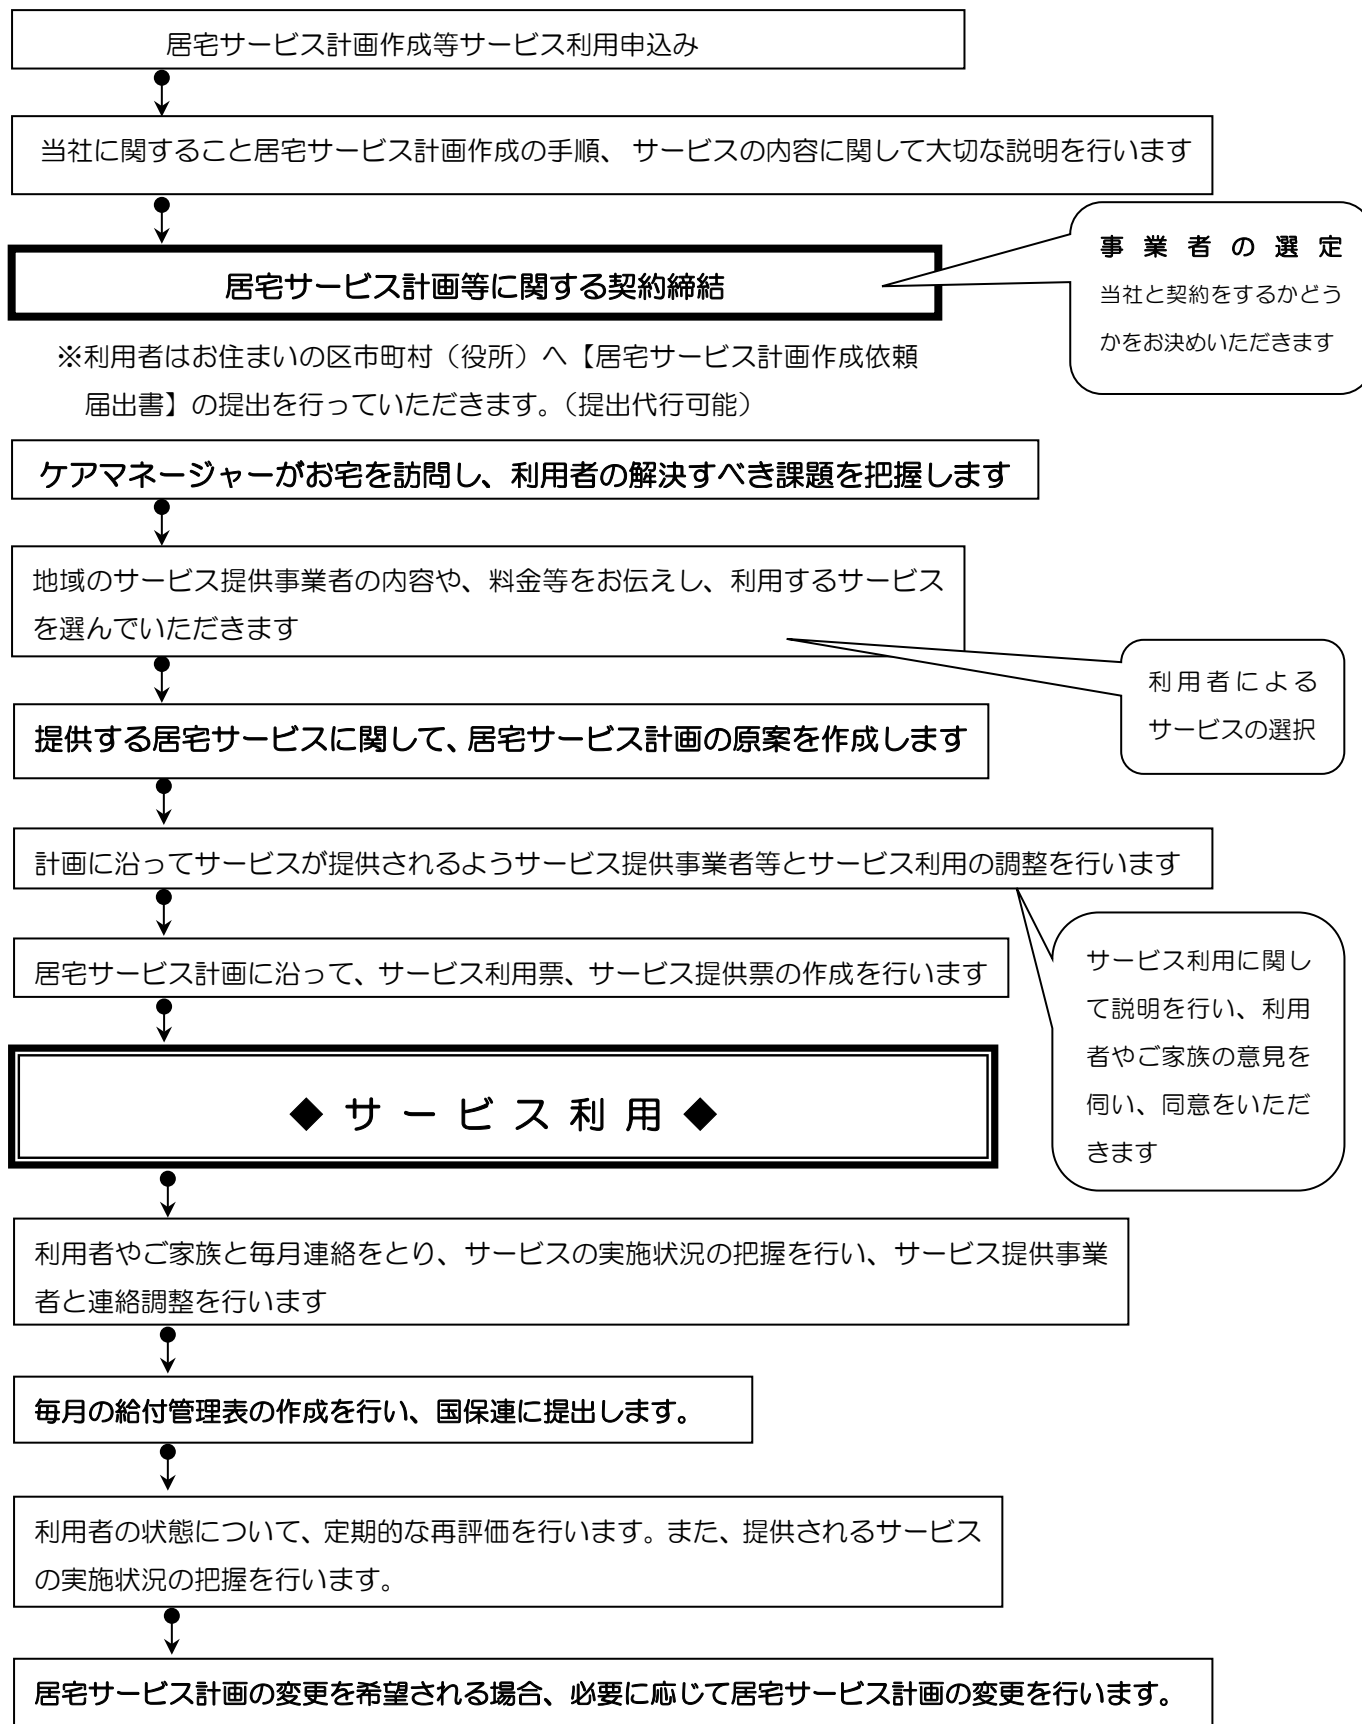 居宅サービス計画作成等サービス利用申込み
当社に関すること居宅サービス計画作成の手順、サービスの内容に関して大切な説明を行います
居宅サービス計画等に関する契約締結
事業者の選定
当社と契約をするかどう
かをお決めいただきます
※利用者はお住まいの区市町村（役所）へ【居宅サービス計画作成依頼
届出書】の提出を行っていただきます。（提出代行可能）
ケアマネージャーがお宅を訪問し、利用者の解決すべき課題を把握します
地域のサービス提供事業者の内容や、料金等をお伝えし、利用するサービス
を選んでいただきます
利用者による
サービスの選択
提供する居宅サービスに関して、居宅サービス計画の原案を作成します
計画に沿ってサービスが提供されるようサービス提供事業者等とサービス利用の調整を行います
サービス利用に関し
て説明を行い、利用
者やご家族の意見を
伺い、同意をいただ
きます
居宅サービス計画に沿って、サービス利用票、サービス提供票の作成を行います
◆サービス利用◆
利用者やご家族と毎月連絡をとり、サービスの実施状況の把握を行い、サービス提供事業
者と連絡調整を行います
毎月の給付管理表の作成を行い、国保連に提出します。
利用者の状態について、定期的な再評価を行います。また、提供されるサービス
の実施状況の把握を行います。
居宅サービス計画の変更を希望される場合、必要に応じて居宅サービス計画の変更を行います。